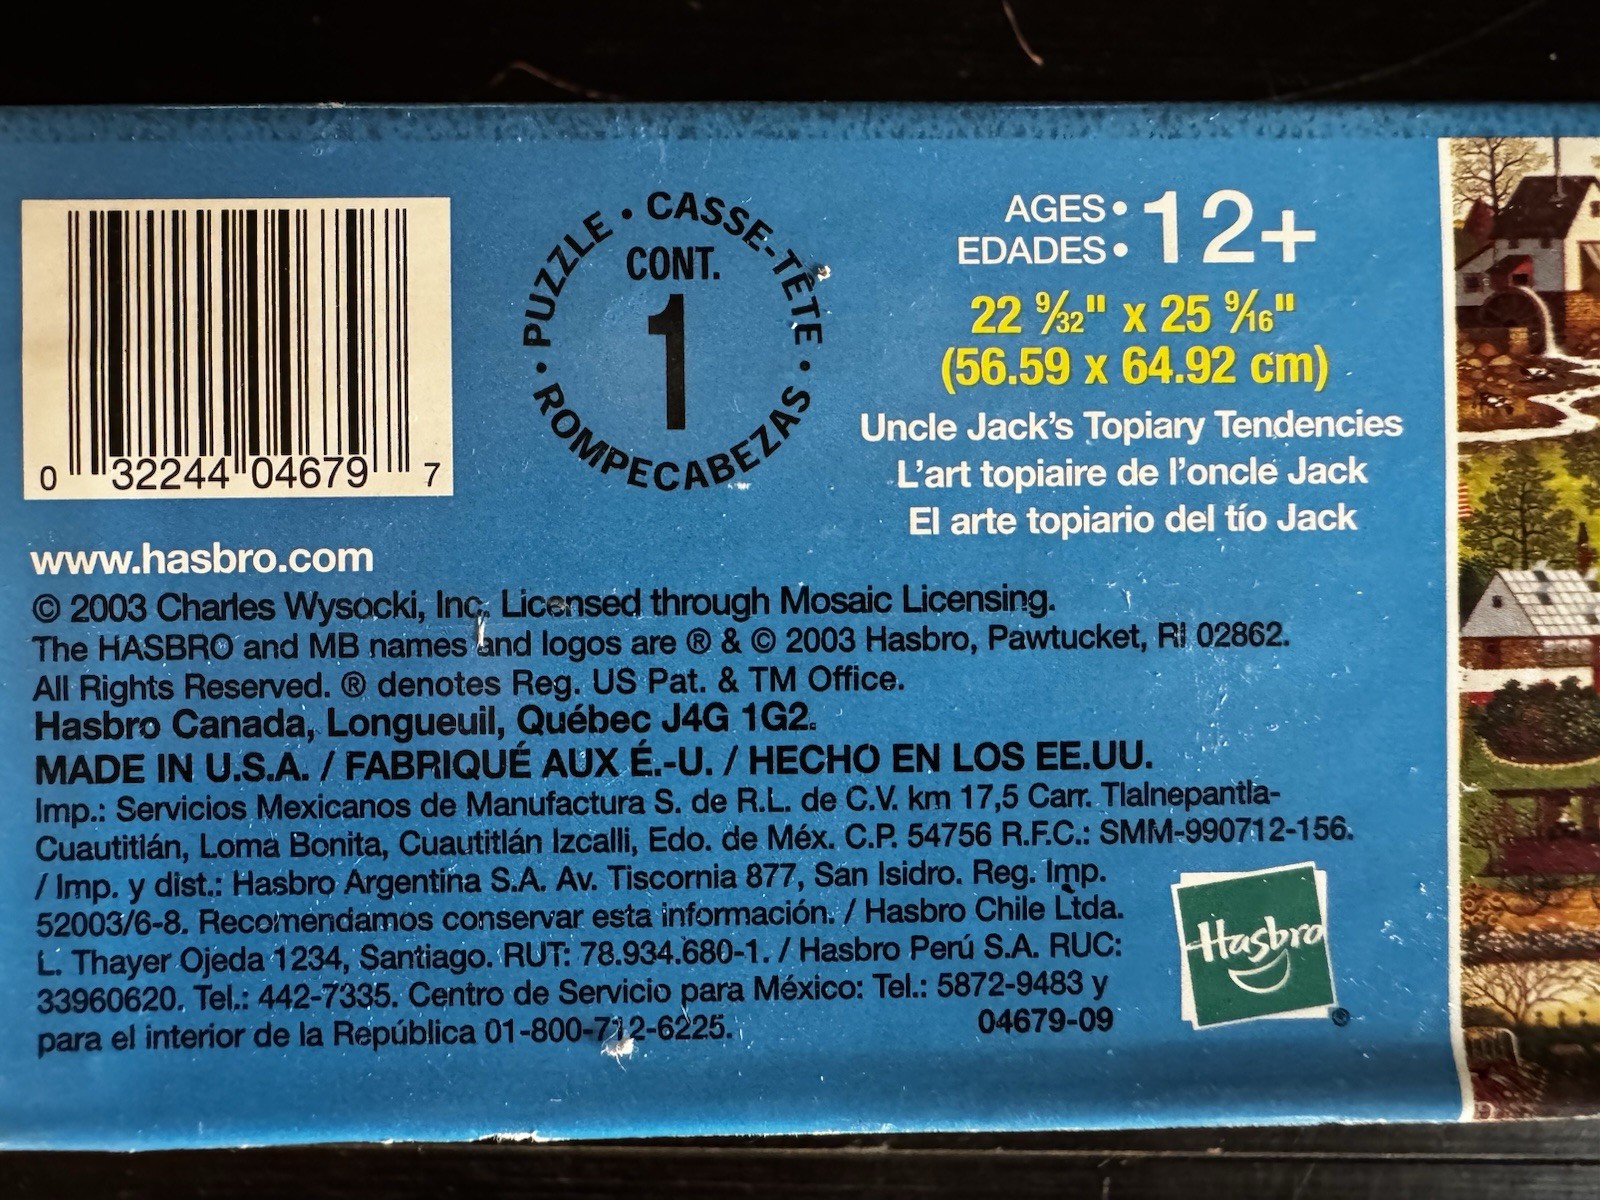 0 32244 04679 7
PUZZLE • CASSE-TÊTE • ROMPECABEZAS •
CONT.
1
AGES • 12+
EDADES •
22 9/32" x 25 9/16"
(56.59 x 64.92 cm)
Uncle Jack's Topiary Tendencies
L'art topiaire de l'oncle Jack
El arte topiario del tío Jack
www.hasbro.com
© 2003 Charles Wysocki, Inc. Licensed through Mosaic Licensing.
The HASBRO and MB names and logos are ® & © 2003 Hasbro, Pawtucket, RI 02862.
All Rights Reserved. ® denotes Reg. US Pat. & TM Office.
Hasbro Canada, Longueuil, Québec J4G 1G2.
MADE IN U.S.A. / FABRIQUÉ AUX É.-U. / HECHO EN LOS EE.UU.
Imp.: Servicios Mexicanos de Manufactura S. de R.L. de C.V. km 17,5 Carr. Tlalnepantla-
Cuautitlán, Loma Bonita, Cuautitlán Izcalli, Edo. de Méx. C.P. 54756 R.F.C.: SMM-990712-156.
/ Imp. y dist.: Hasbro Argentina S.A. Av. Tiscornia 877, San Isidro. Reg. Imp.
52003/6-8. Recomendamos conservar esta información. / Hasbro Chile Ltda.
L. Thayer Ojeda 1234, Santiago. RUT: 78.934.680-1. / Hasbro Perú S.A. RUC:
33960620. Tel.: 442-7335. Centro de Servicio para México: Tel.: 5872-9483 y
para el interior de la República 01-800-712-6225.
04679-09
Hasbro
®